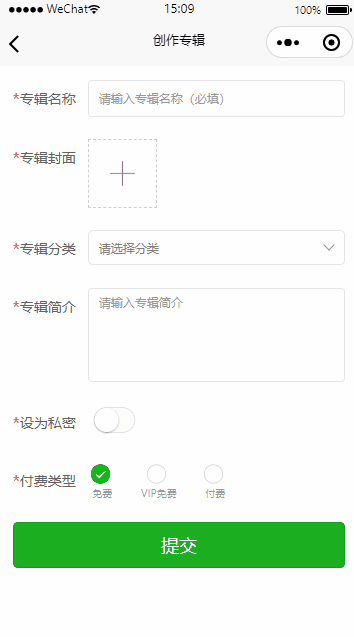 WeChat 15:09 100%
创作专辑
*专辑名称 请输入专辑名称（必填）
*专辑封面
*专辑分类 请选择分类
*专辑简介 请输入专辑简介
*设为私密
*付费类型
免费 VIP免费 付费
提交